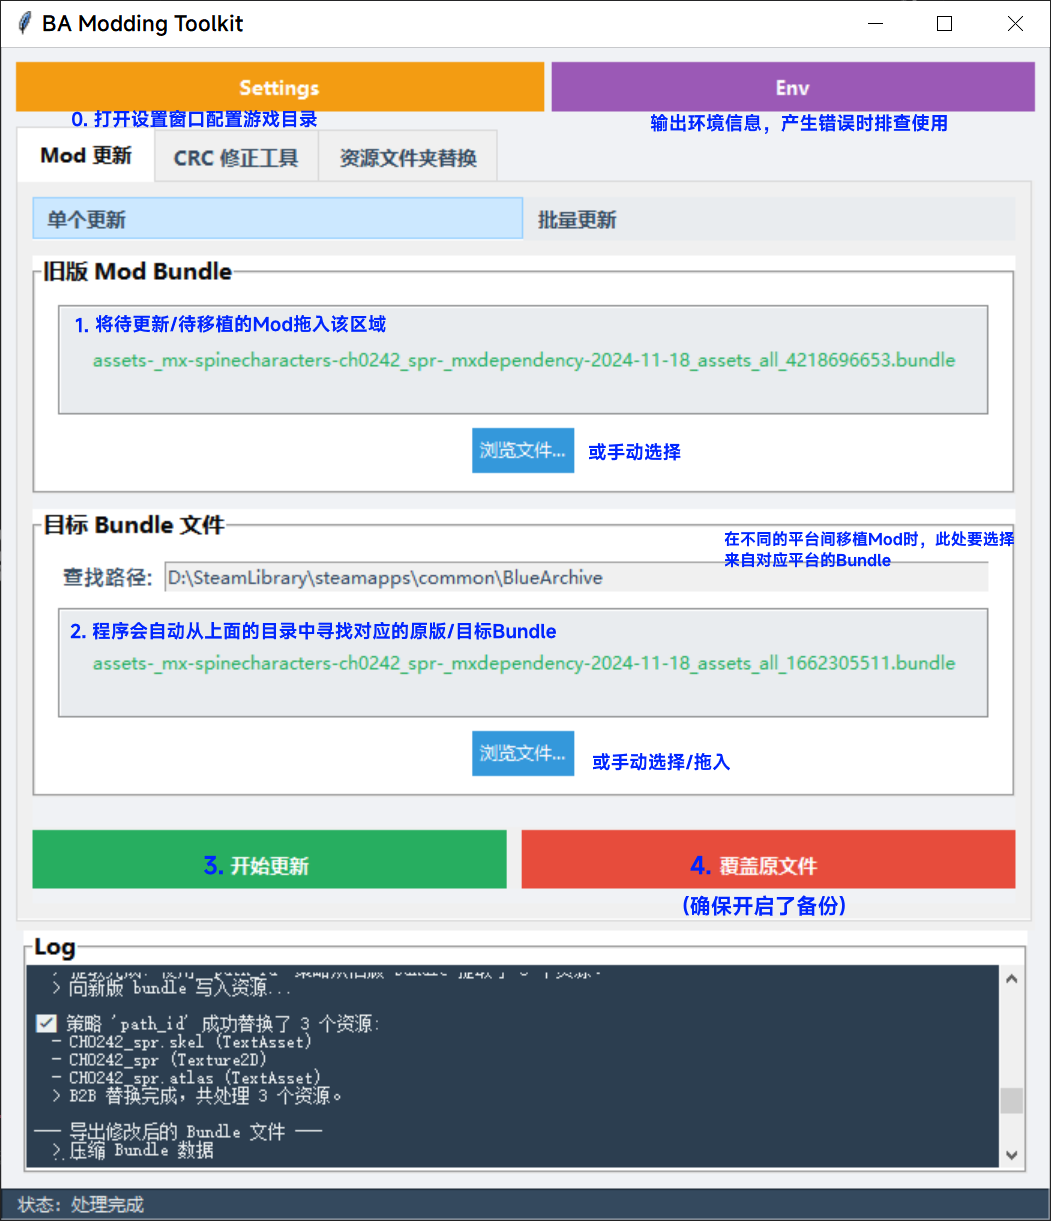 BA Modding Toolkit
Settings
Env
0. 打开设置窗口配置游戏目录
输出环境信息，产生错误时排查使用
Mod 更新
CRC 修正工具
资源文件夹替换
单个更新
批量更新
旧版 Mod Bundle
1. 将待更新/待移植的Mod拖入该区域
assets-_mx-spinecharacters-ch0242_spr-_mxdependency-2024-11-18_assets_all_4218696653.bundle
浏览文件...
或手动选择
目标 Bundle 文件
在不同的平台间移植Mod时，此处要选择
来自对应平台的Bundle
查找路径: D:\SteamLibrary\steamapps\common\BlueArchive
2. 程序会自动从上面的目录中寻找对应的原版/目标Bundle
assets-_mx-spinecharacters-ch0242_spr-_mxdependency-2024-11-18_assets_all_1662305511.bundle
浏览文件...
或手动选择/拖入
3. 开始更新
4. 覆盖原文件
(确保开启了备份)
Log
> 向新版 bundle 写入资源...
策略 'path_id' 成功替换了 3 个资源:
- CH0242_spr.skel (TextAsset)
- CH0242_spr (Texture2D)
- CH0242_spr.atlas (TextAsset)
> B2B 替换完成，共处理 3 个资源。
── 导出修改后的 Bundle 文件 ──
> 压缩 Bundle 数据
状态：处理完成